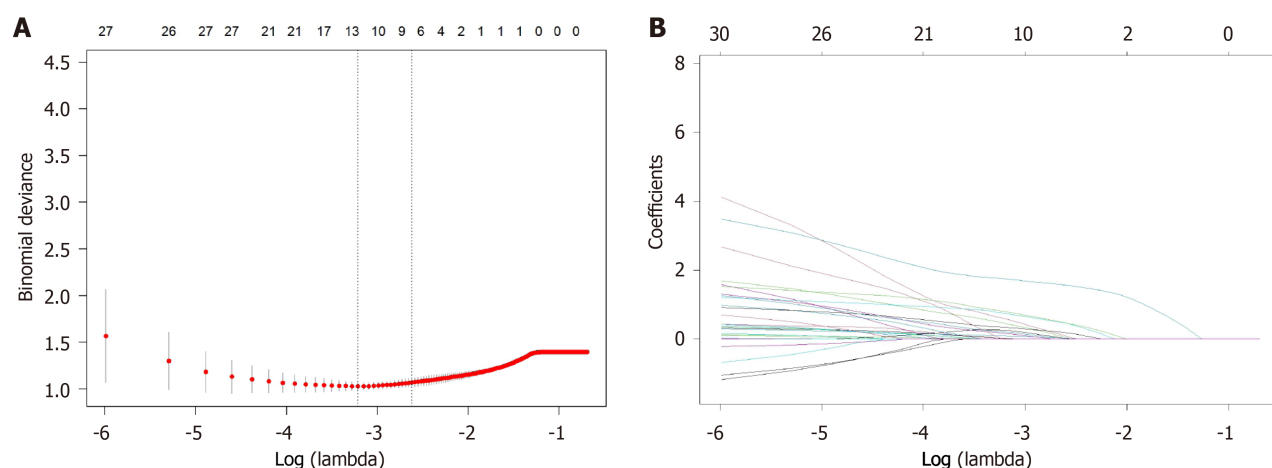 A
27 26 27 27 21 21 17 13 10 9 6 4 2 1 1 1 0 0 0
4.5
4.0
3.5
3.0
2.5
2.0
1.5
1.0
Binomial deviance
-6 -5 -4 -3 -2 -1
Log (lambda)
B
30 26 21 10 2 0
8
6
4
2
0
Coefficients
-6 -5 -4 -3 -2 -1
Log (lambda)